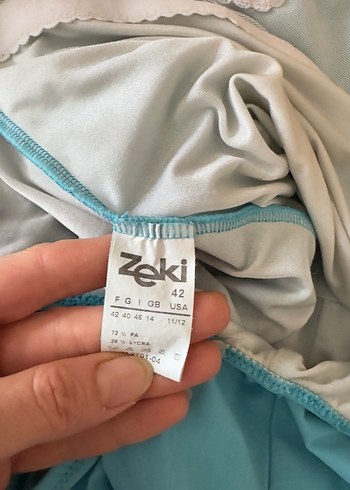 Zeki
42
F G I GB USA
42 40 46 14 11/12
72 % PA
28 % LYCRA